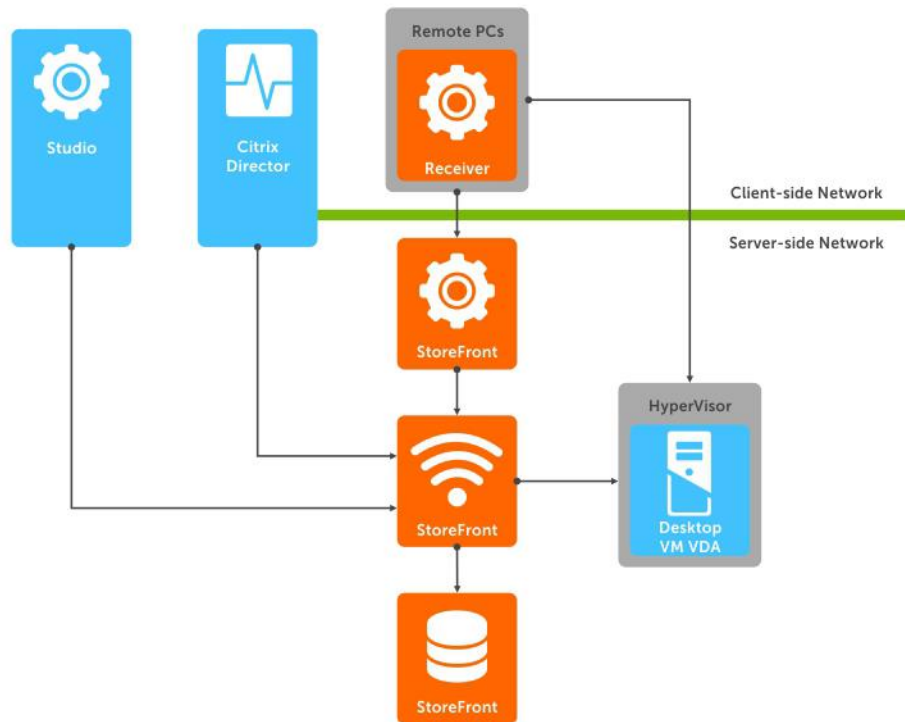 Remote PCs
Studio
Citrix
Director
Receiver
Client-side Network
Server-side Network
StoreFront
HyperVisor
StoreFront
Desktop
VM VDA
StoreFront